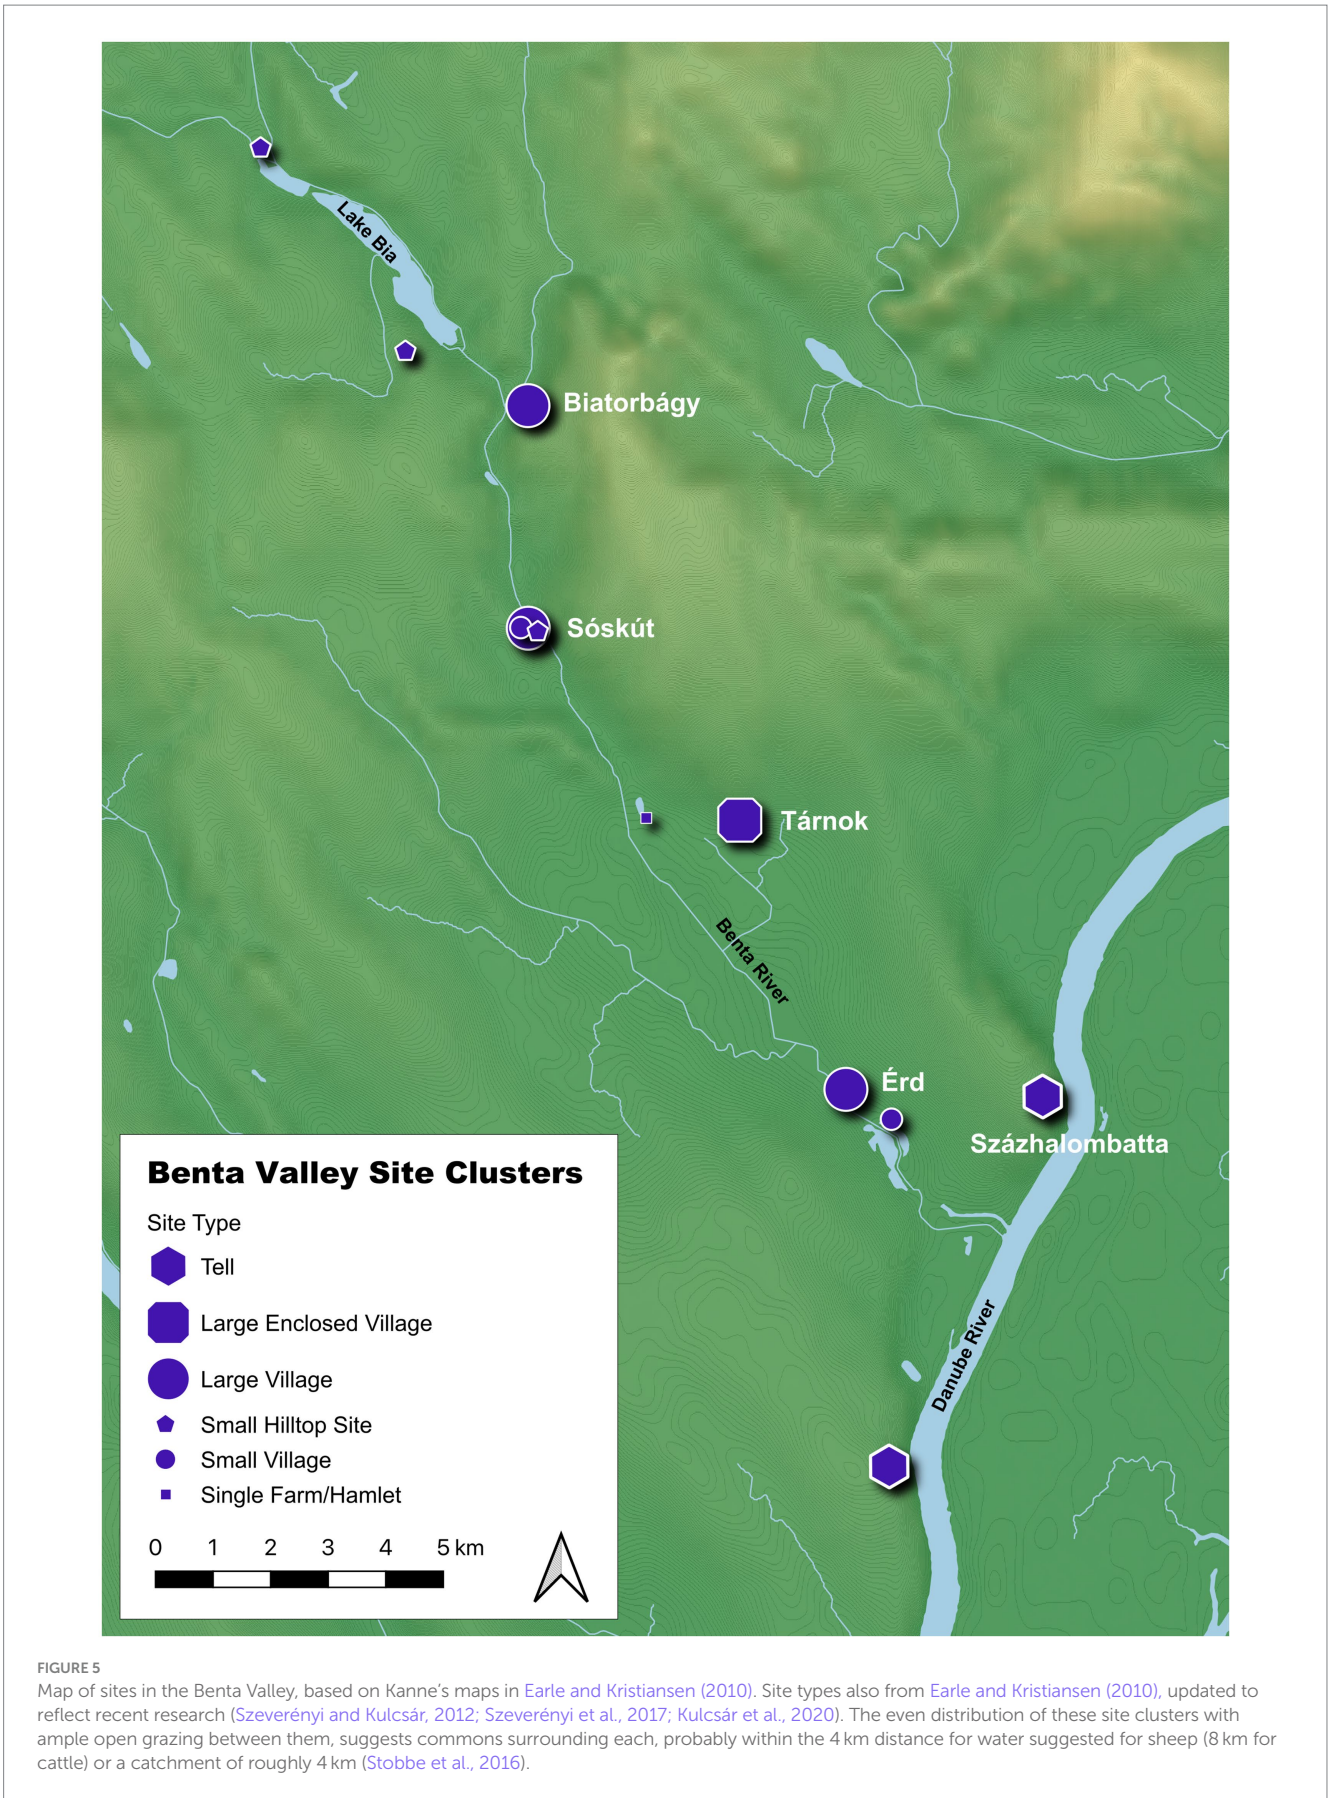 Lake Bia
Biatorbágy
Sóskút
Tárnok
Benta River
Érd
Százhalombatta
Danube River
Benta Valley Site Clusters
Site Type
Tell
Large Enclosed Village
Large Village
Small Hilltop Site
Small Village
Single Farm/Hamlet
0 1 2 3 4 5 km
FIGURE 5
Map of sites in the Benta Valley, based on Kanne’s maps in Earle and Kristiansen (2010). Site types also from Earle and Kristiansen (2010), updated to
reflect recent research (Szeverényi and Kulcsár, 2012; Szeverényi et al., 2017; Kulcsár et al., 2020). The even distribution of these site clusters with
ample open grazing between them, suggests commons surrounding each, probably within the 4 km distance for water suggested for sheep (8 km for
cattle) or a catchment of roughly 4 km (Stobbe et al., 2016).